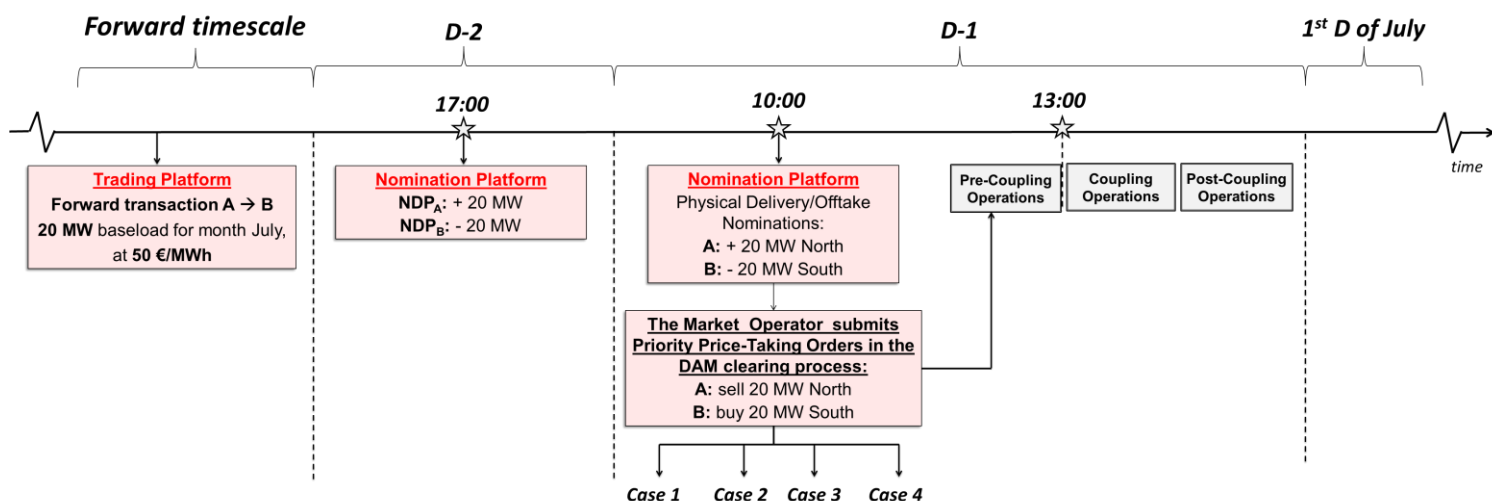 Forward timescale
D-2
D-1
1st D of July
17:00
10:00
13:00
time
Trading Platform
Forward transaction A → B
20 MW baseload for month July,
at 50 €/MWh
Nomination Platform
NDPA: + 20 MW
NDPB: - 20 MW
Nomination Platform
Physical Delivery/Offtake
Nominations:
A: + 20 MW North
B: - 20 MW South
Pre-Coupling
Operations
Coupling
Operations
Post-Coupling
Operations
The Market Operator submits
Priority Price-Taking Orders in the
DAM clearing process:
A: sell 20 MW North
B: buy 20 MW South
Case 1
Case 2
Case 3
Case 4